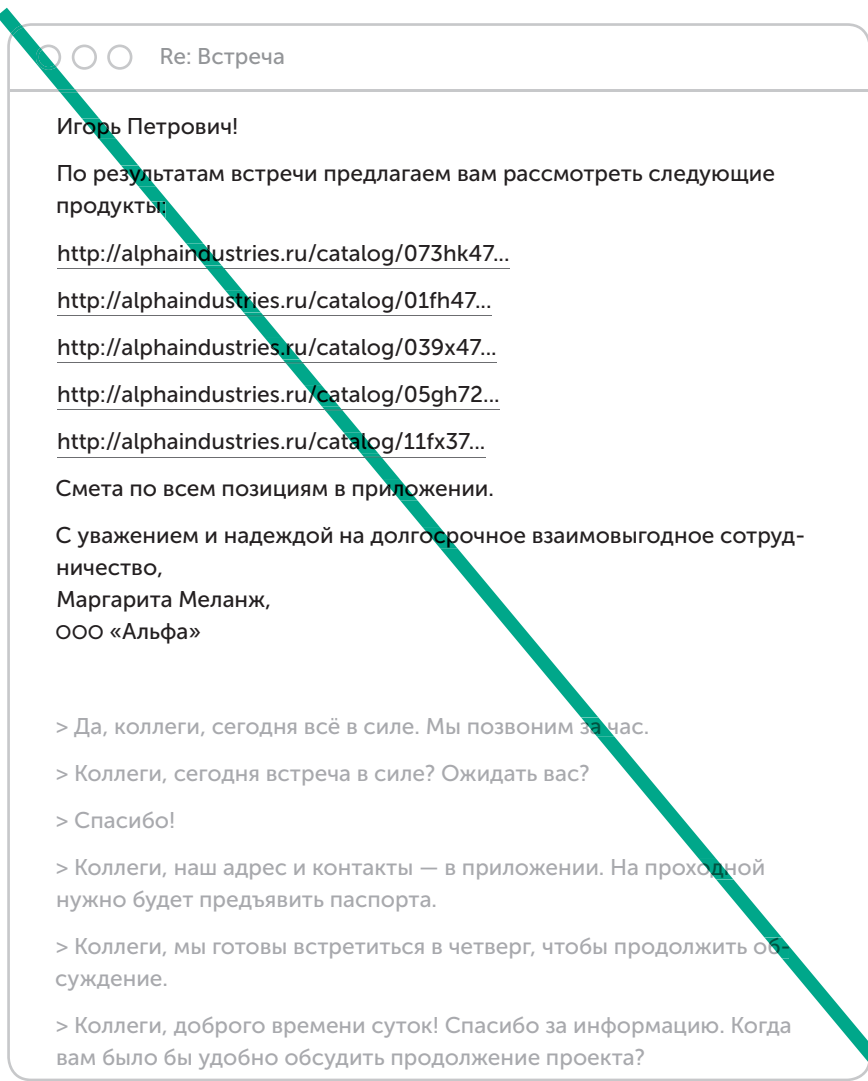 Re: Встреча
Игорь Петрович!
По результатам встречи предлагаем вам рассмотреть следующие
продукты:
http://alphaindustries.ru/catalog/073hk47...
http://alphaindustries.ru/catalog/01fh47...
http://alphaindustries.ru/catalog/039x47...
http://alphaindustries.ru/catalog/05gh72...
http://alphaindustries.ru/catalog/11fx37...
Смета по всем позициям в приложении.
С уважением и надеждой на долгосрочное взаимовыгодное сотруд-
ничество,
Маргарита Меланж,
ООО «Альфа»
> Да, коллеги, сегодня всё в силе. Мы позвоним за час.
> Коллеги, сегодня встреча в силе? Ожидать вас?
> Спасибо!
> Коллеги, наш адрес и контакты — в приложении. На проходной
нужно будет предъявить паспорта.
> Коллеги, мы готовы встретиться в четверг, чтобы продолжить об-
суждение.
> Коллеги, доброго времени суток! Спасибо за информацию. Когда
вам было бы удобно обсудить продолжение проекта?